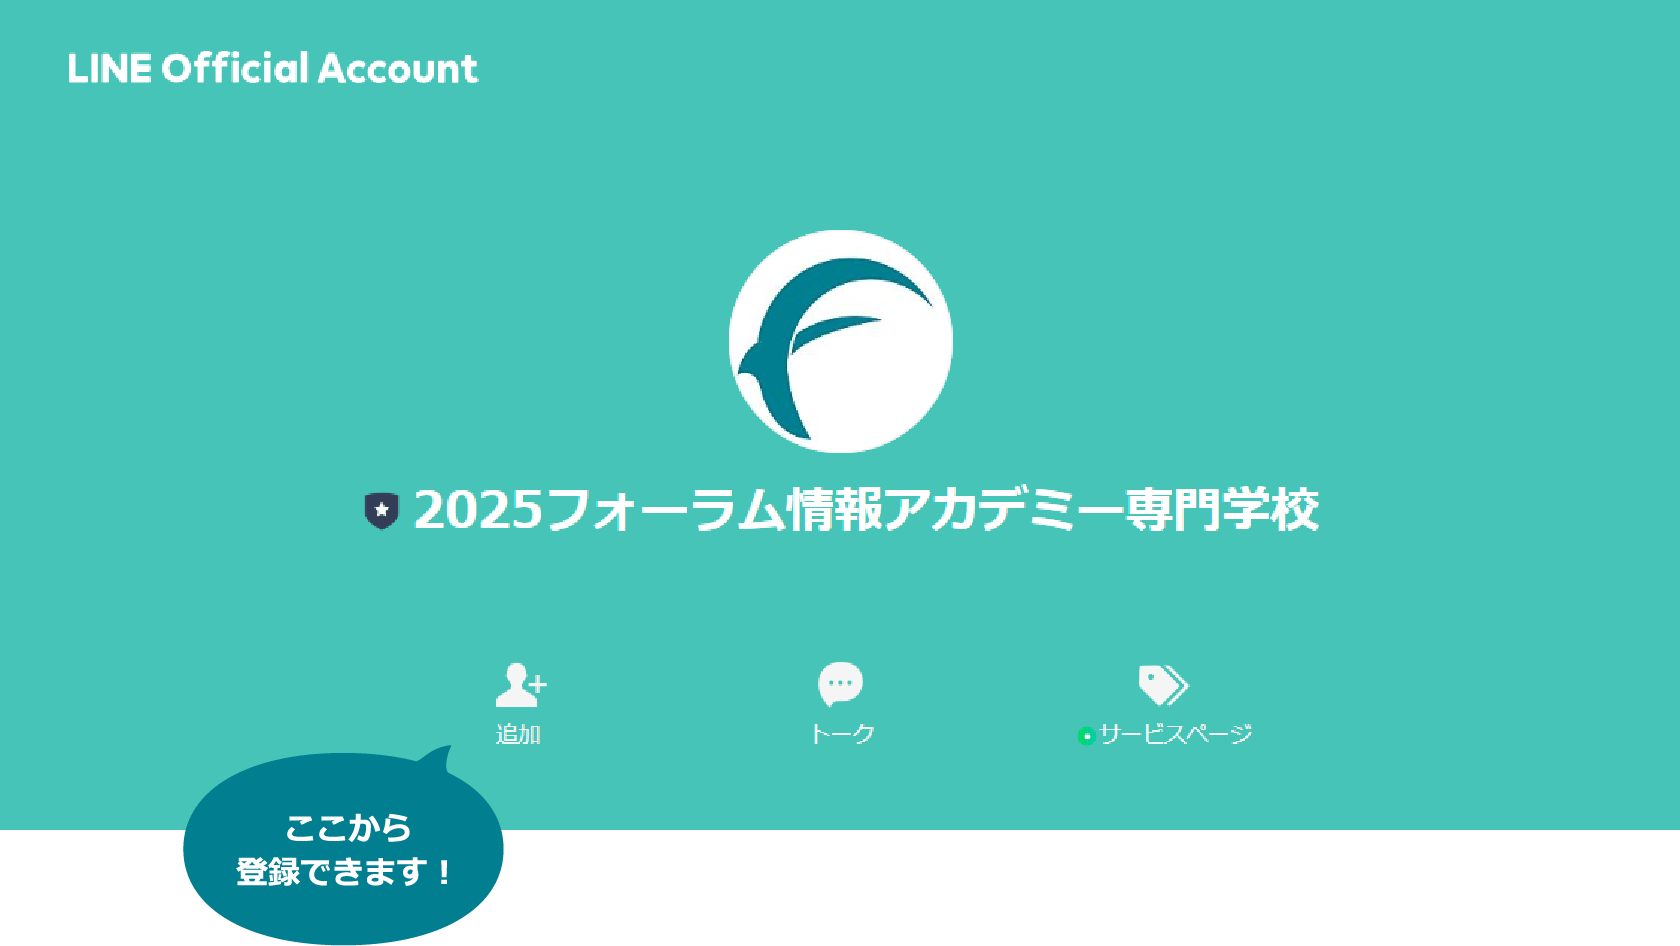 LINE Official Account
2025フォーラム情報アカデミー専門学校
追加
トーク
サービスページ
ここから
登録できます！